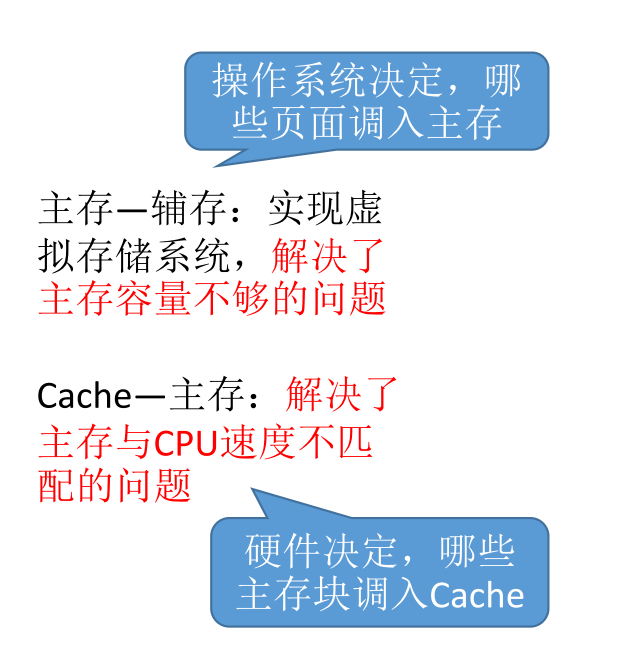 操作系统决定，哪
些页面调入主存
主存—辅存：实现虚
拟存储系统，解决了
主存容量不够的问题
Cache—主存：解决了
主存与CPU速度不匹
配的问题
硬件决定，哪些
主存块调入Cache